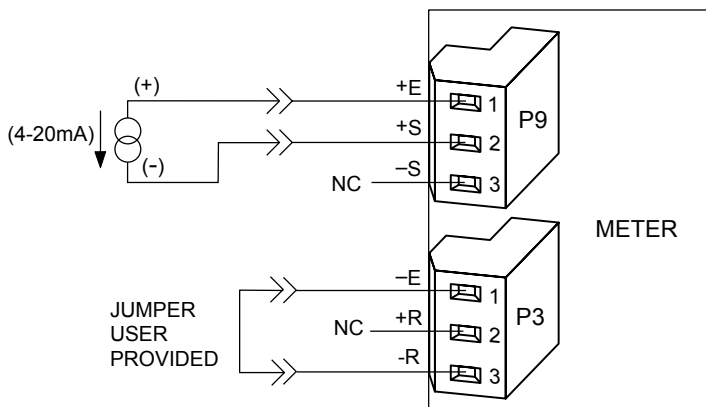 (+)
(4-20mA)
(-)
+E
+S
–S
NC
1
2
3
P9
METER
–E
+R
-R
NC
1
2
3
P3
JUMPER
USER
PROVIDED